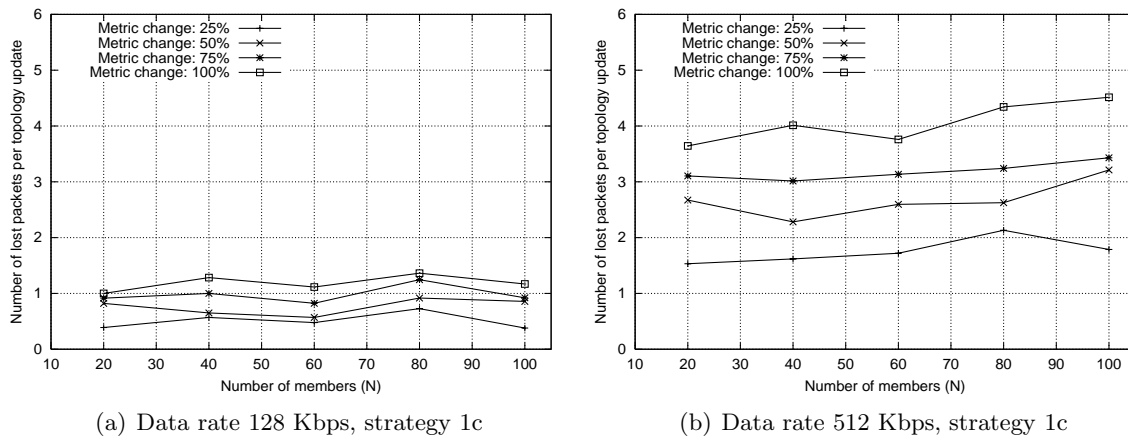 Number of lost packets per topology update
6
5
4
3
2
1
0
Metric change: 25%
Metric change: 50%
Metric change: 75%
Metric change: 100%
10 20 30 40 50 60 70 80 90 100
Number of members (N)
(a) Data rate 128 Kbps, strategy 1c
Number of lost packets per topology update
6
5
4
3
2
1
0
Metric change: 25%
Metric change: 50%
Metric change: 75%
Metric change: 100%
10 20 30 40 50 60 70 80 90 100
Number of members (N)
(b) Data rate 512 Kbps, strategy 1c